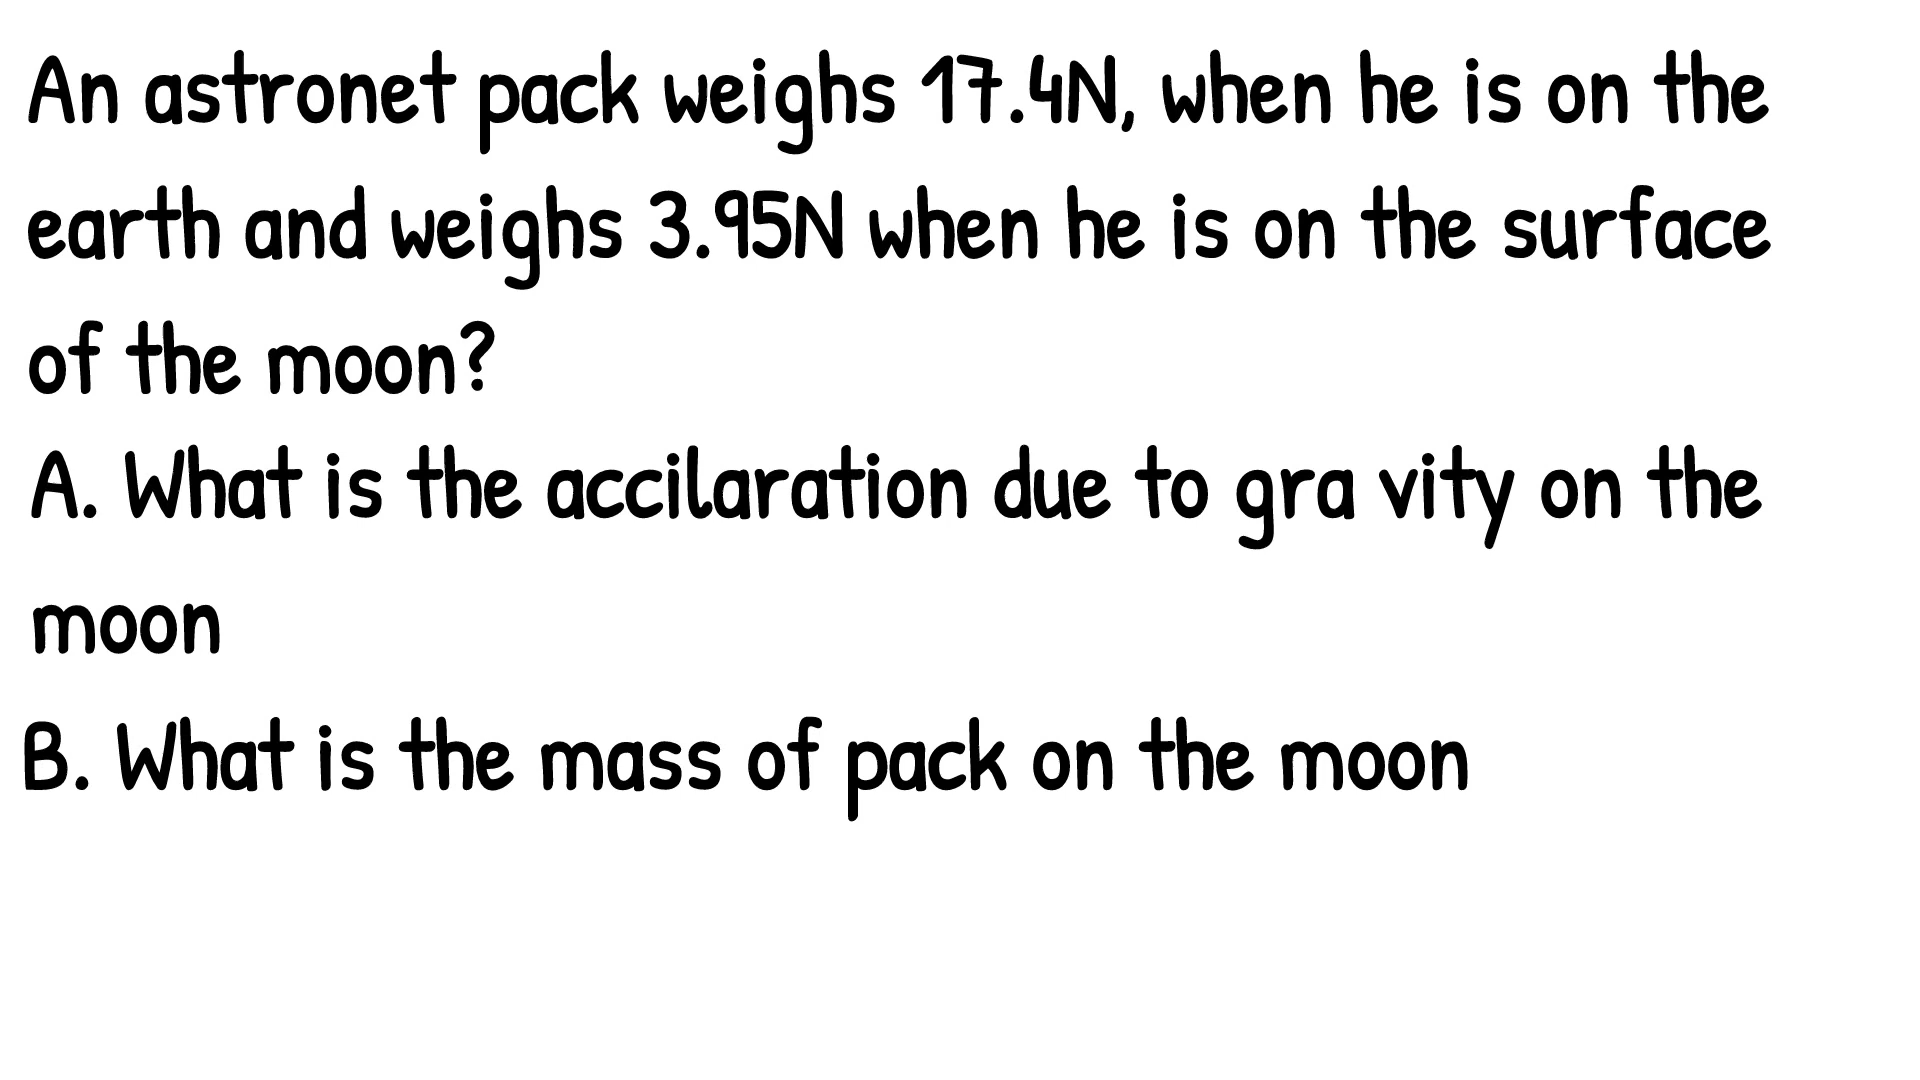 An astronet pack weighs 17.4N, when he is on the
earth and weighs 3.95N when he is on the surface
of the moon?
A. What is the accilaration due to gra vity on the
moon
B. What is the mass of pack on the moon